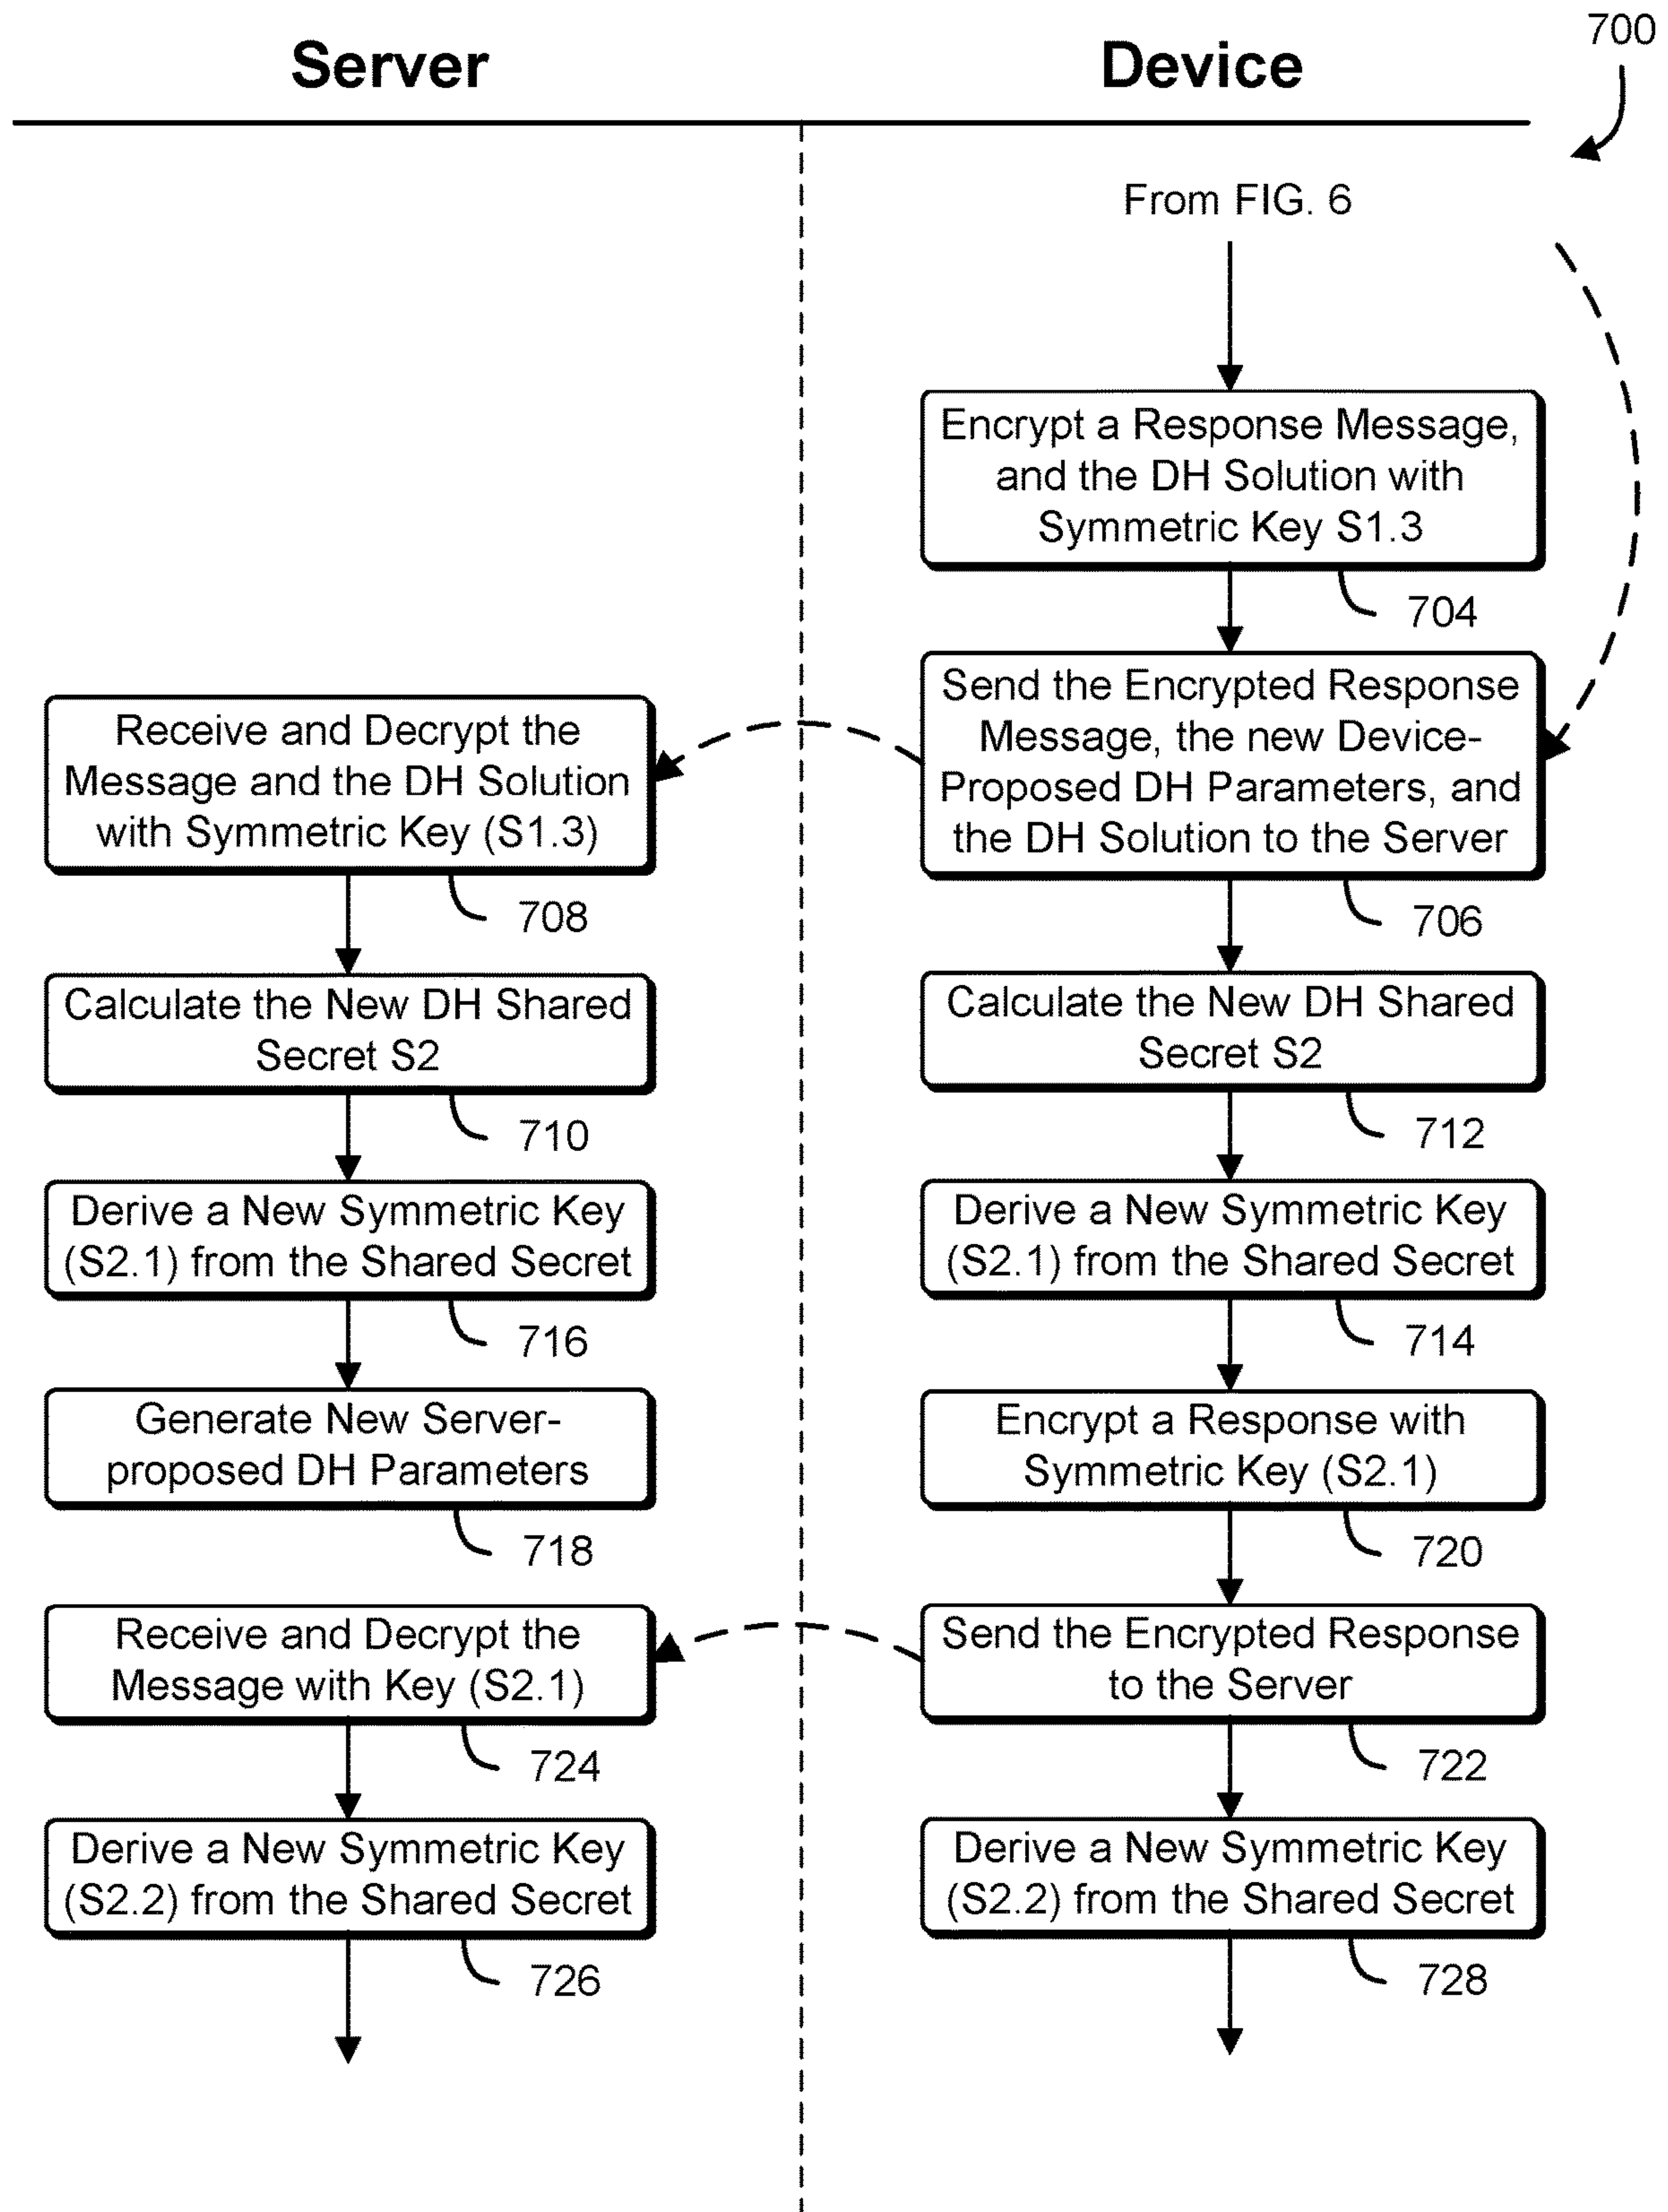 700
Server
Device
From FIG. 6
Encrypt a Response Message,
and the DH Solution with
Symmetric Key S1.3
704
Send the Encrypted Response
Message, the new Device-
Proposed DH Parameters, and
the DH Solution to the Server
706
Receive and Decrypt the
Message and the DH Solution
with Symmetric Key (S1.3)
708
Calculate the New DH Shared
Secret S2
710
Calculate the New DH Shared
Secret S2
712
Derive a New Symmetric Key
(S2.1) from the Shared Secret
716
Derive a New Symmetric Key
(S2.1) from the Shared Secret
714
Generate New Server-
proposed DH Parameters
718
Encrypt a Response with
Symmetric Key (S2.1)
720
Receive and Decrypt the
Message with Key (S2.1)
724
Send the Encrypted Response
to the Server
722
Derive a New Symmetric Key
(S2.2) from the Shared Secret
726
Derive a New Symmetric Key
(S2.2) from the Shared Secret
728